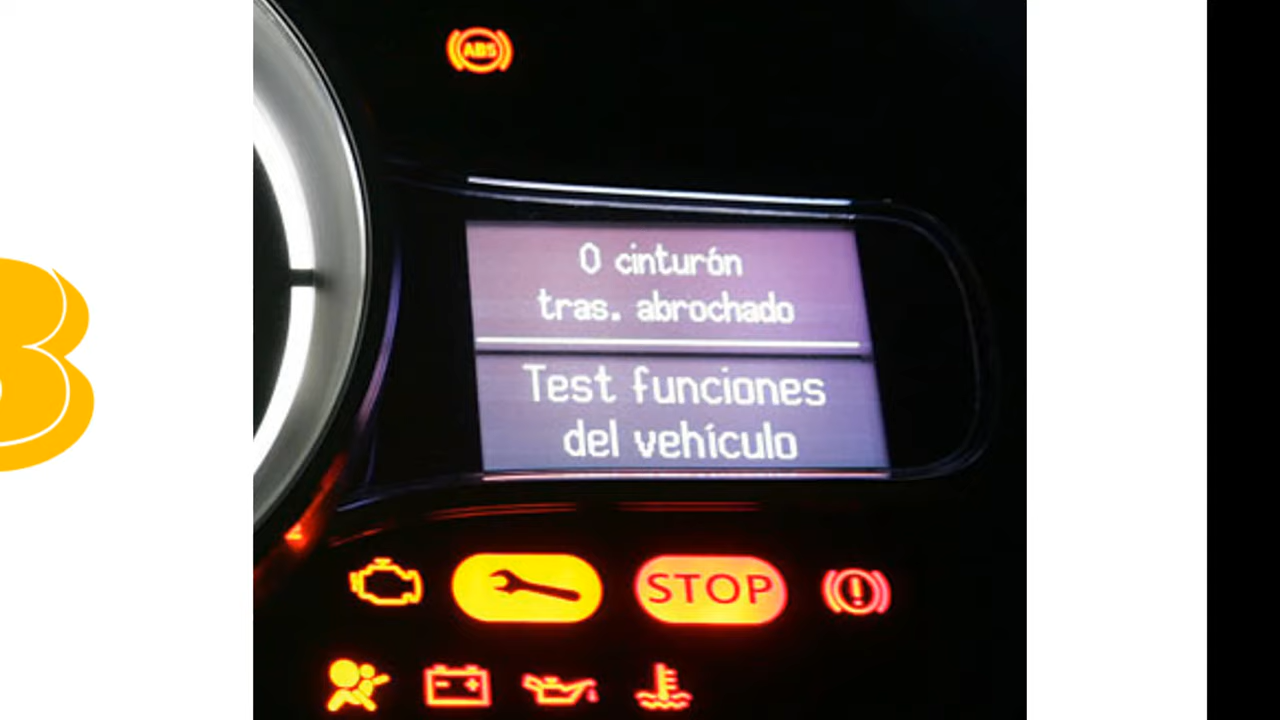 ABS
0 cinturón
tras. abrochado
Test funciones
del vehículo
STOP